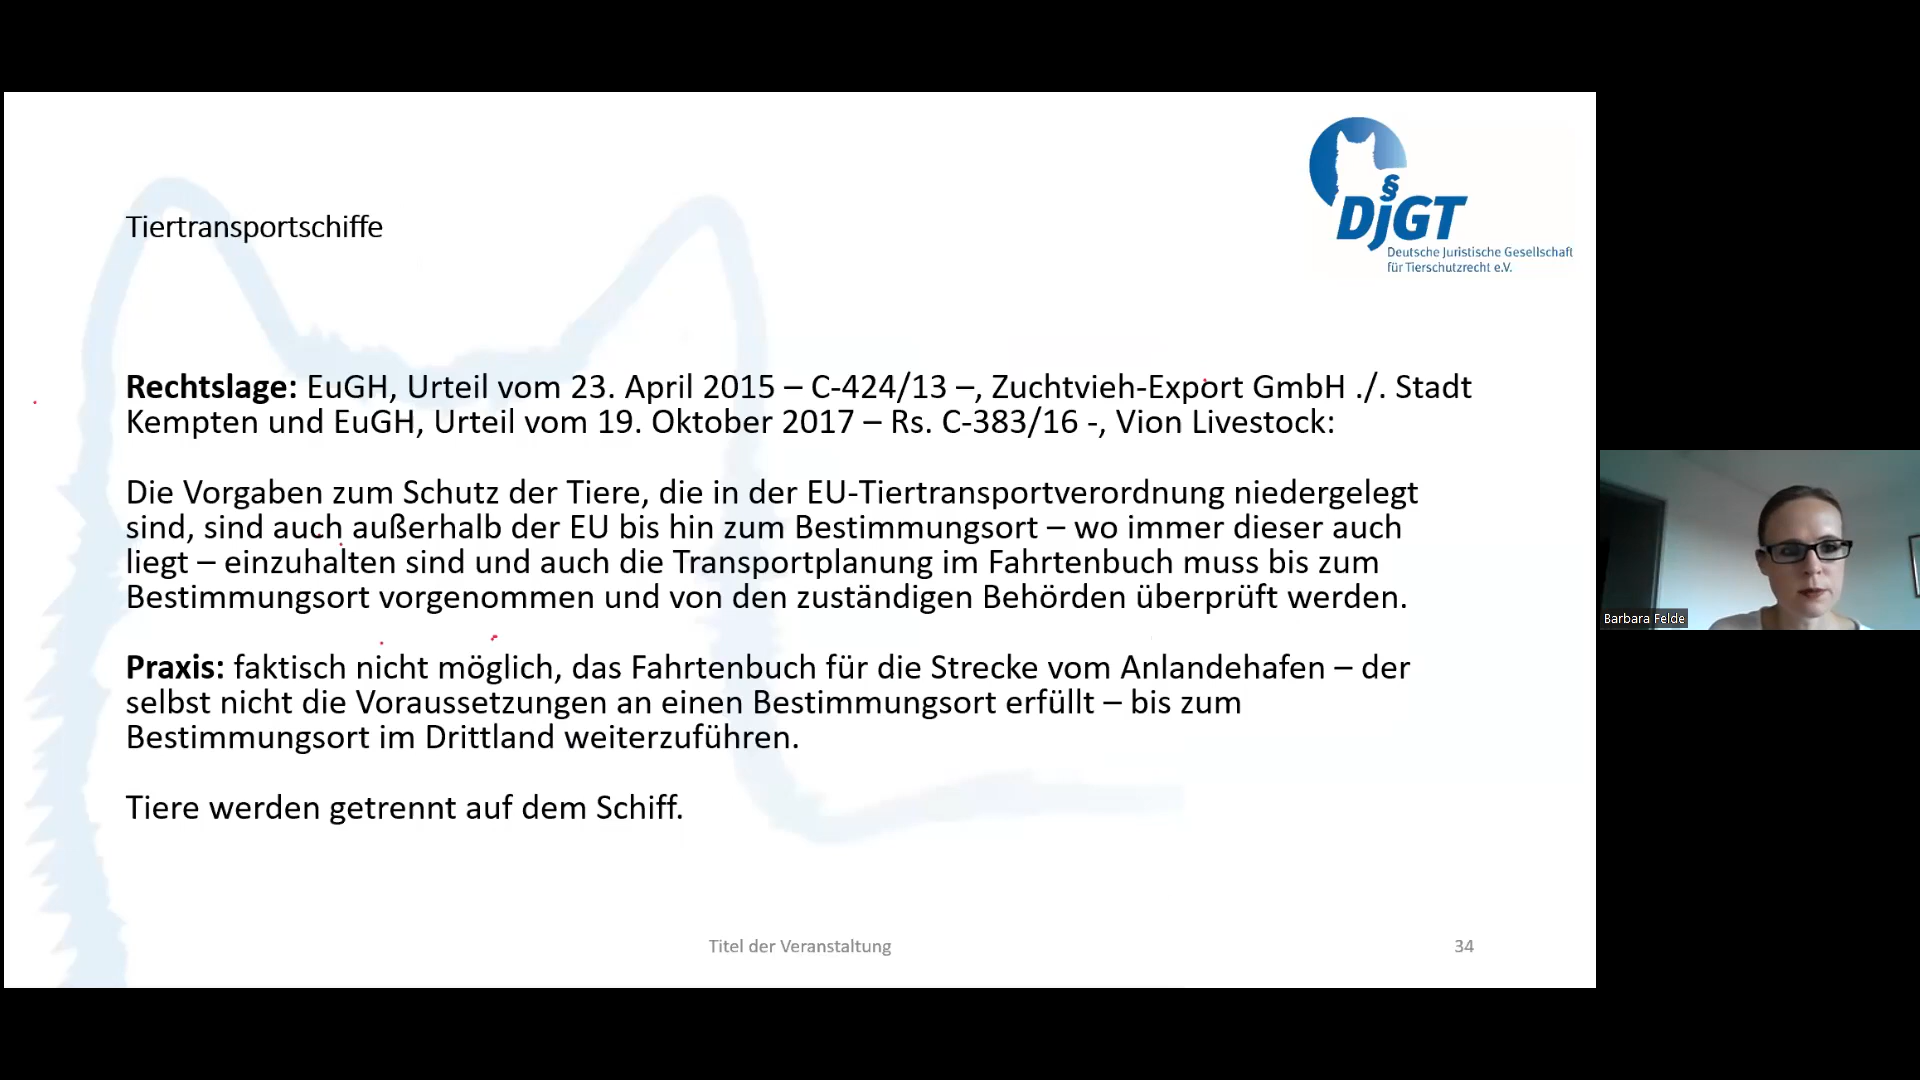 §
DJGT
Deutsche Juristische Gesellschaft
für Tierschutzrecht e.V.
Tiertransportschiffe
Rechtslage: EuGH, Urteil vom 23. April 2015 – C-424/13 –, Zuchtvieh-Export GmbH ./. Stadt
Kempten und EuGH, Urteil vom 19. Oktober 2017 – Rs. C-383/16 -, Vion Livestock:
Die Vorgaben zum Schutz der Tiere, die in der EU-Tiertransportverordnung niedergelegt
sind, sind auch außerhalb der EU bis hin zum Bestimmungsort – wo immer dieser auch
liegt – einzuhalten sind und auch die Transportplanung im Fahrtenbuch muss bis zum
Bestimmungsort vorgenommen und von den zuständigen Behörden überprüft werden.
Praxis: faktisch nicht möglich, das Fahrtenbuch für die Strecke vom Anlandehafen – der
selbst nicht die Voraussetzungen an einen Bestimmungsort erfüllt – bis zum
Bestimmungsort im Drittland weiterzuführen.
Tiere werden getrennt auf dem Schiff.
Titel der Veranstaltung
34
Barbara Felde